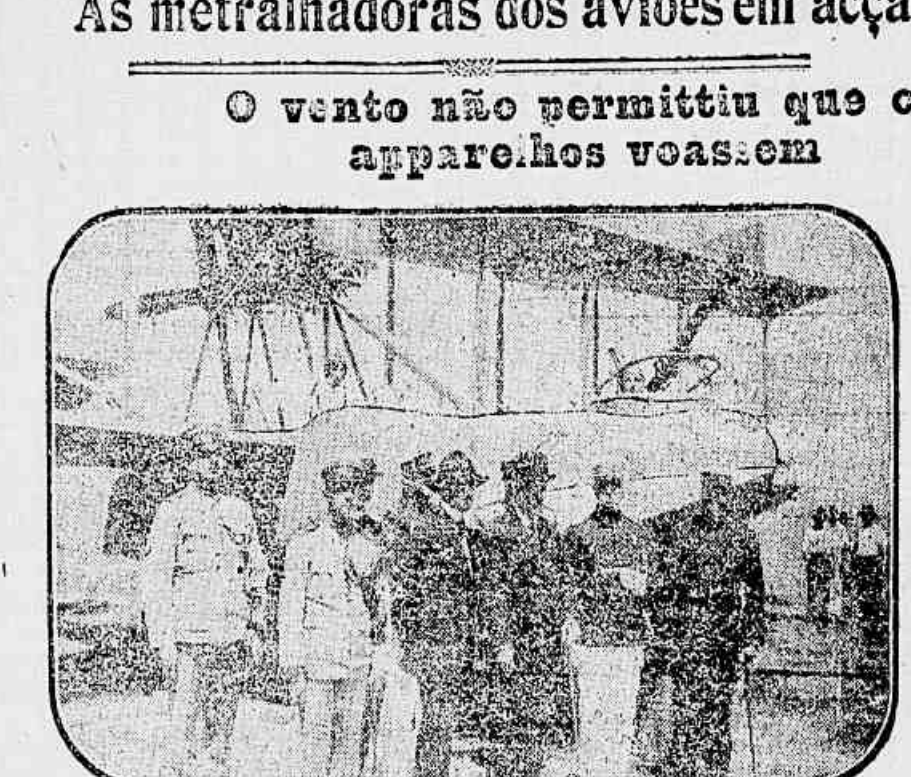 As metralhadoras dos aviões em acçã
O vento não permittiu que
apparelhos voassem